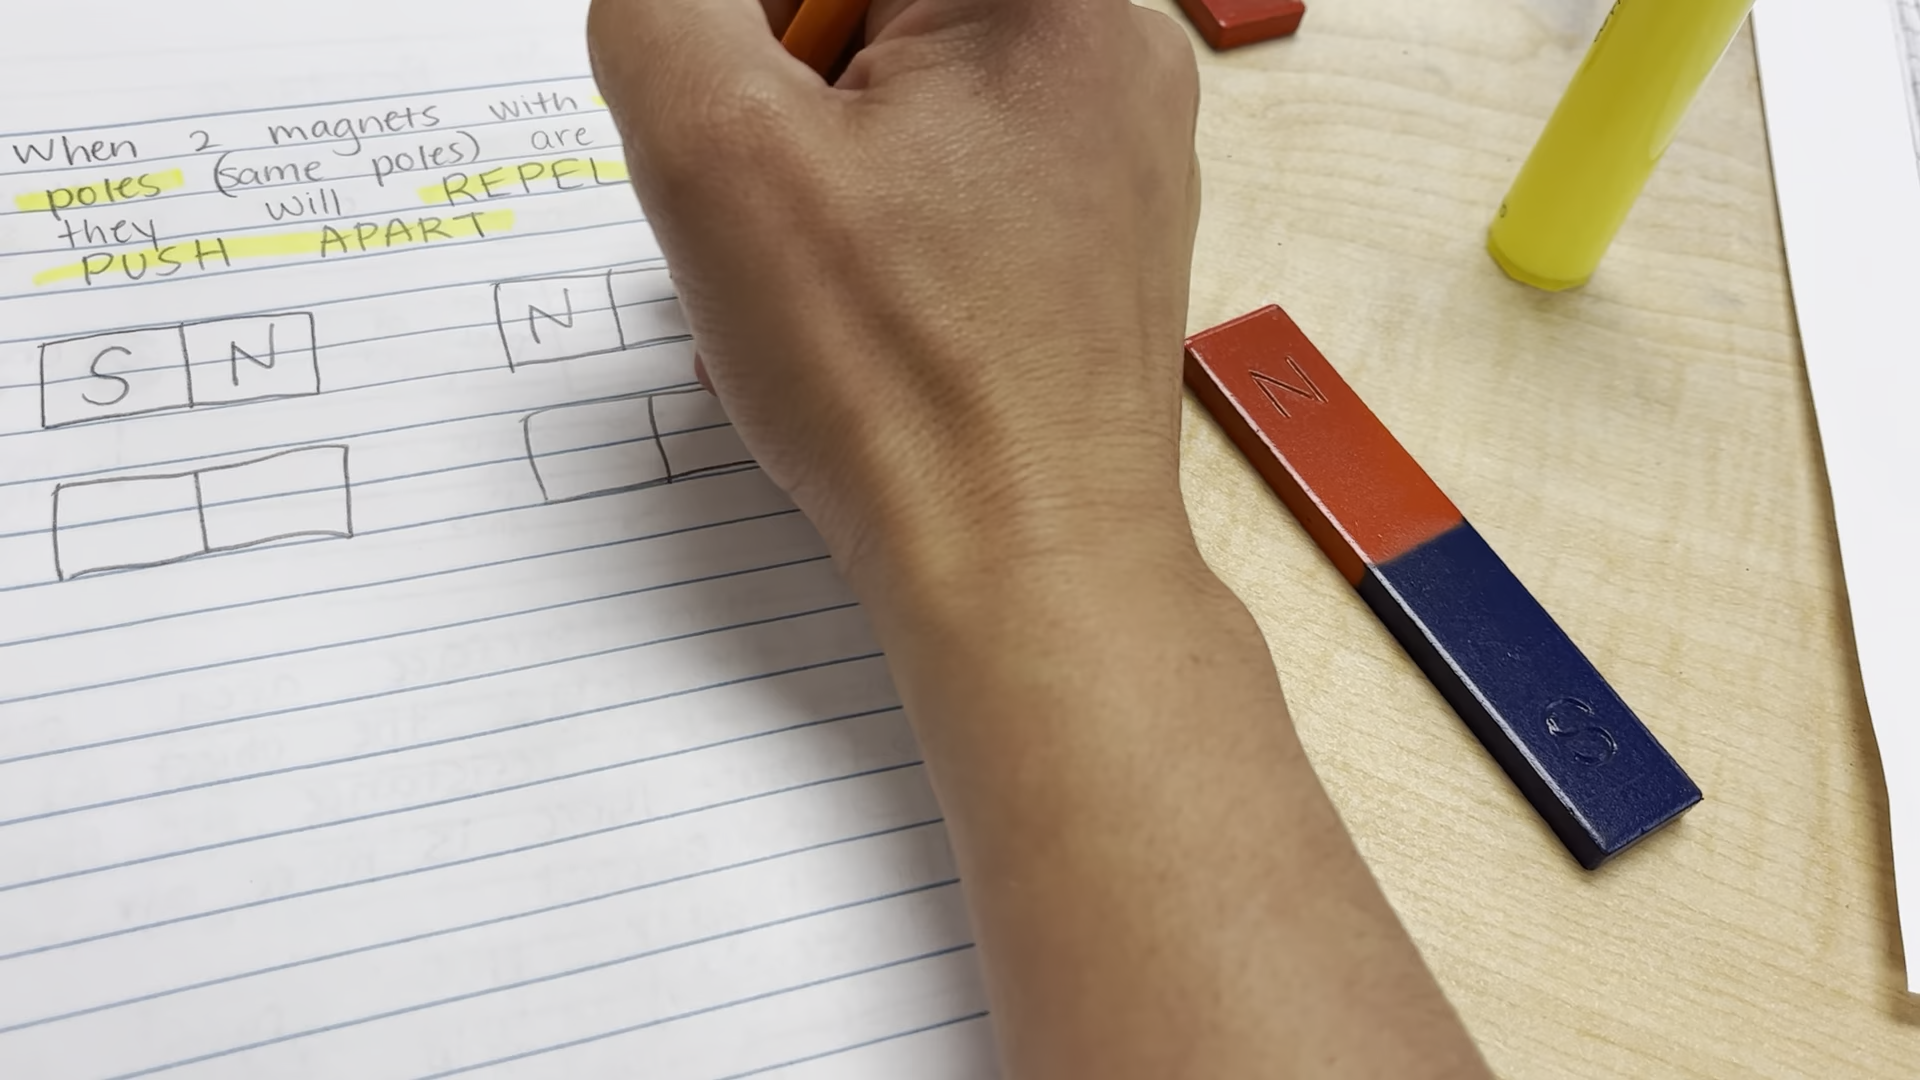 When 2 magnets with
poles (same poles) are
they will REPEL
PUSH APART
S N
N
N
S